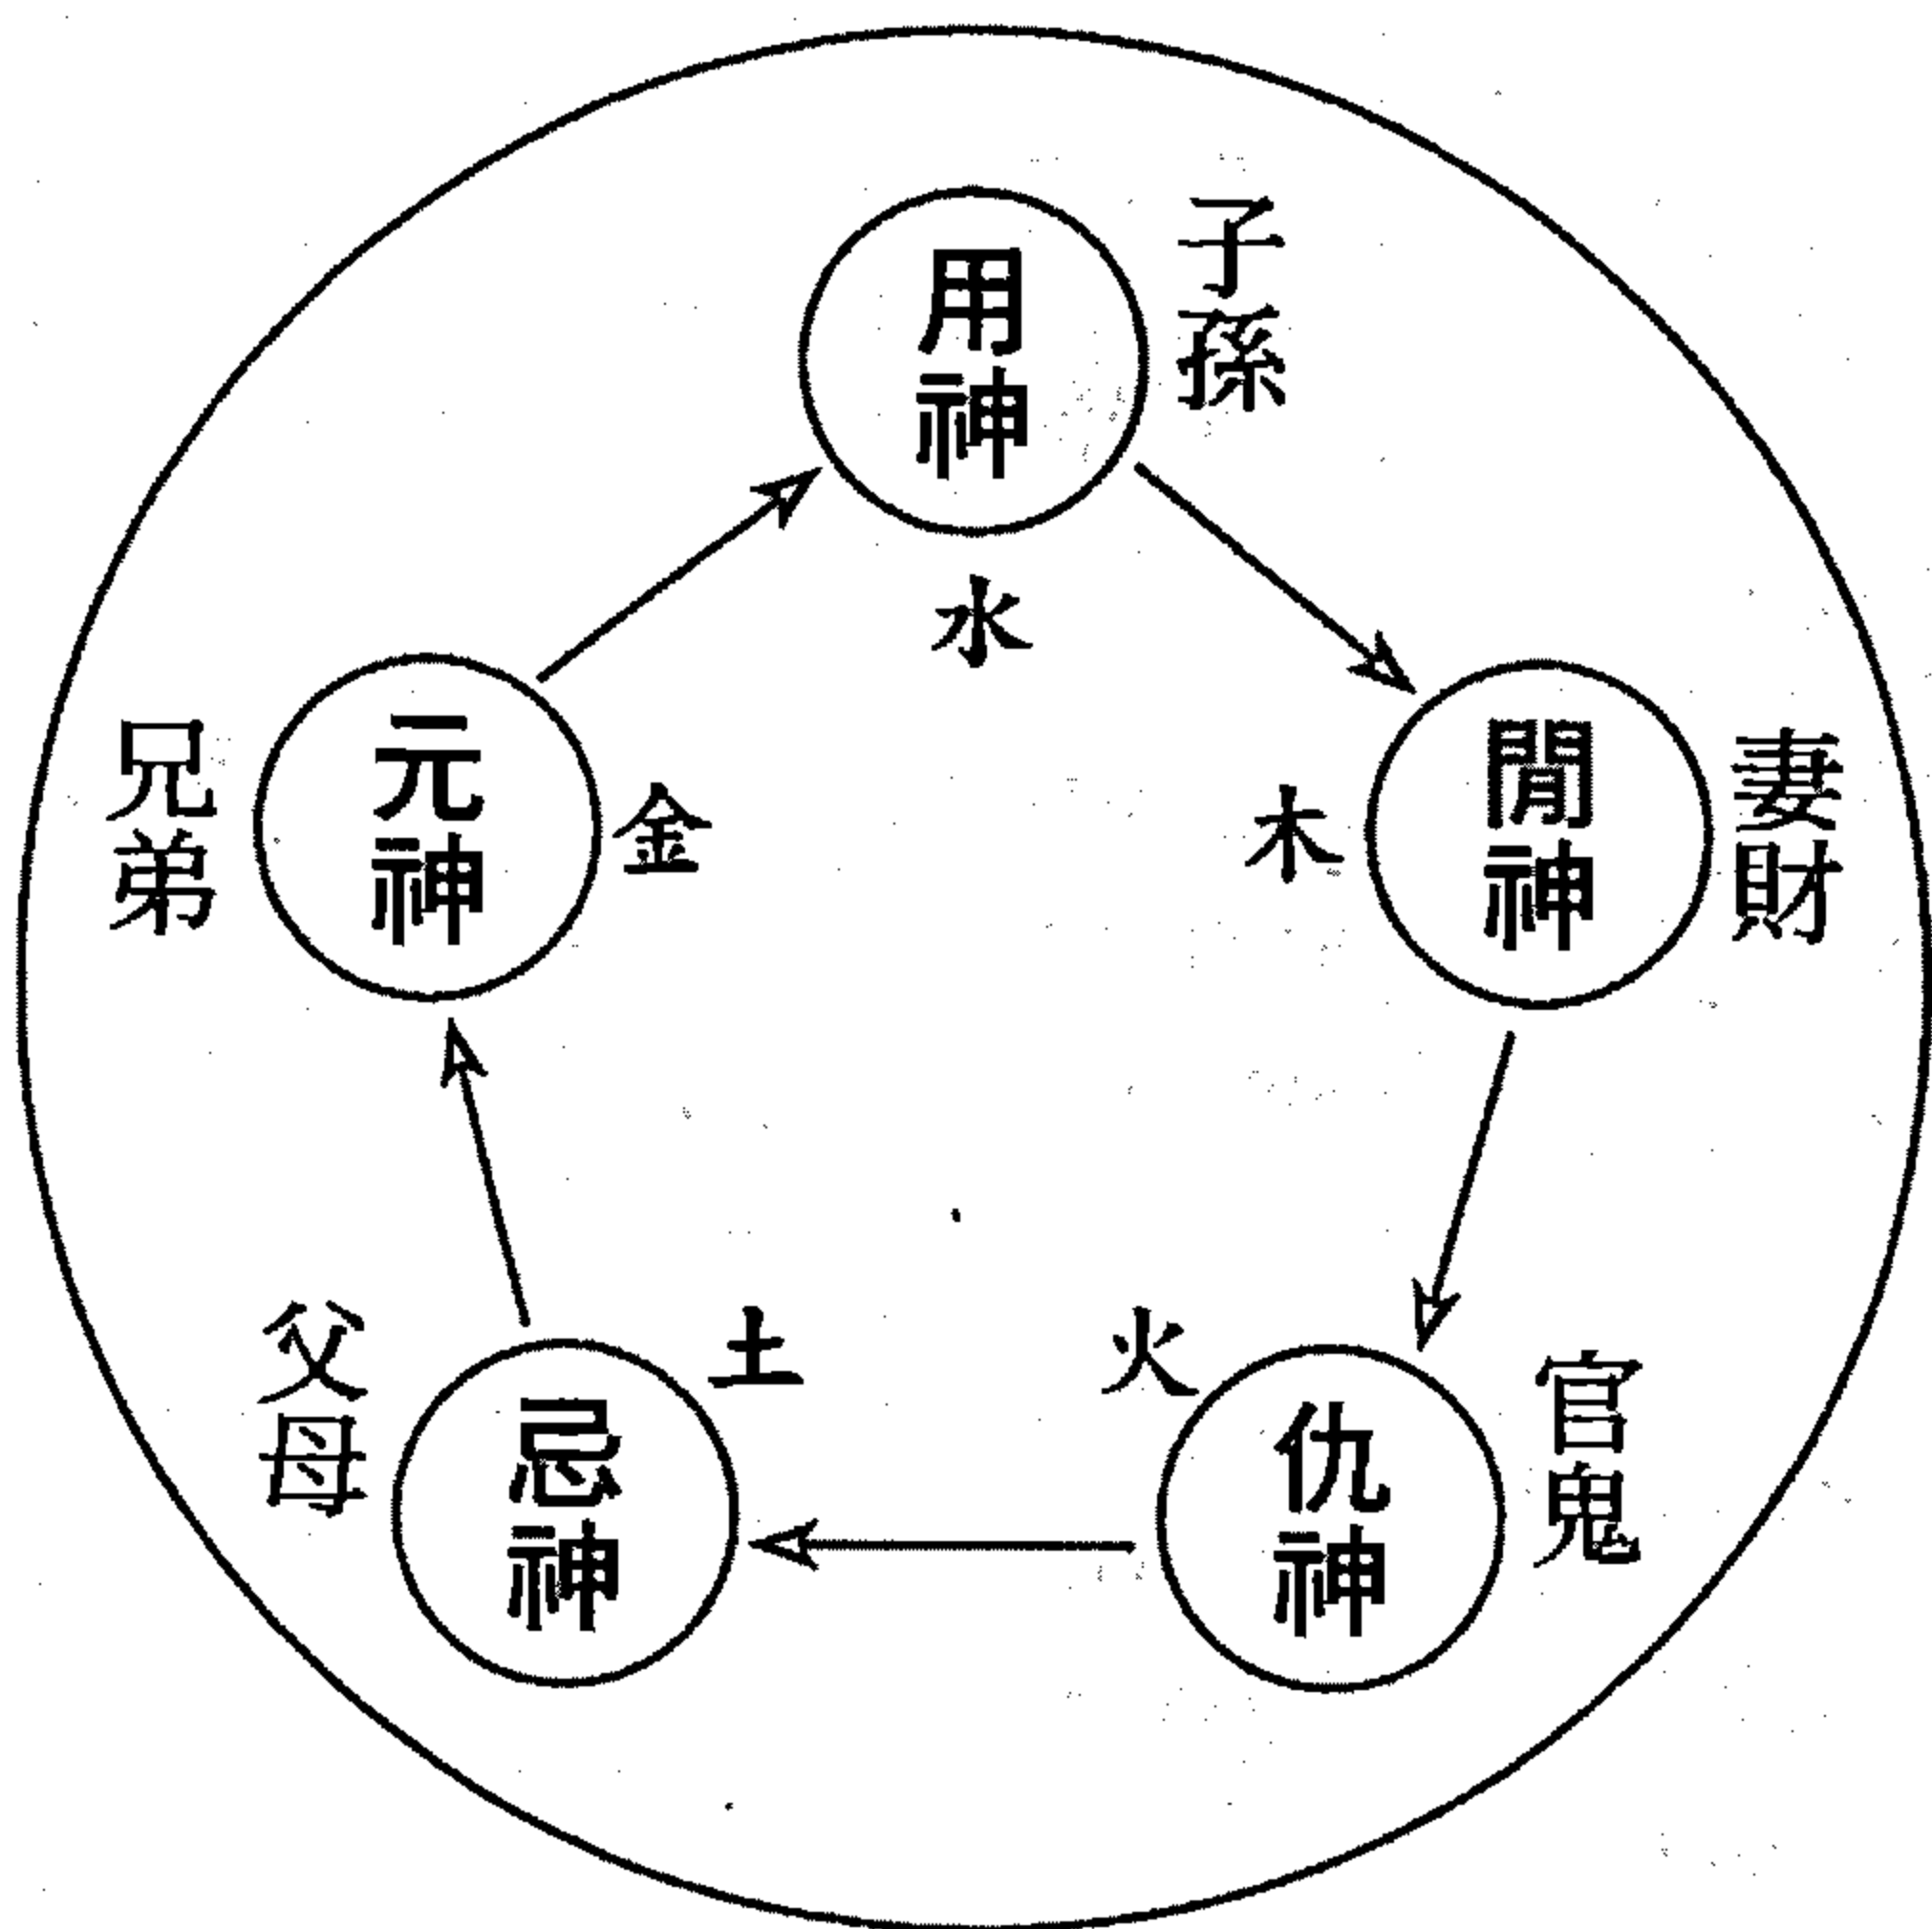 子孫
用神
水
兄弟
元神
金
木
閒神
妻財
父母
忌神
土
火
仇神
官鬼